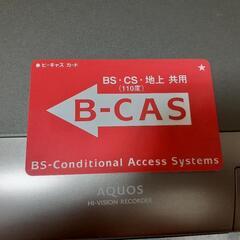 ●ビーキャス カード
★
BS・CS・地上 共用
(110度)
B-CAS
BS-Conditional Access Systems
AQUOS
HI-VISION RECORDER